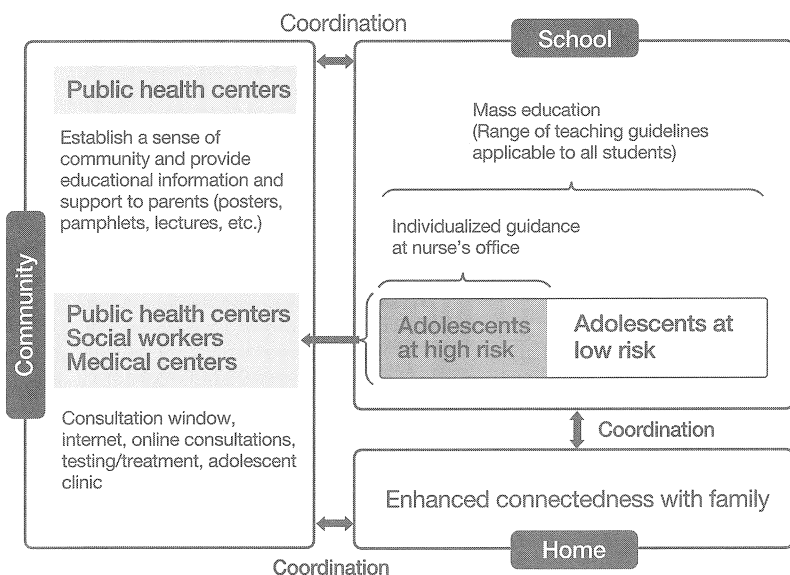 Coordination
Community
Public health centers
Establish a sense of
community and provide
educational information and
support to parents (posters,
pamphlets, lectures, etc.)
Public health centers
Social workers
Medical centers
Consultation window,
internet, online consultations,
testing/treatment, adolescent
clinic
School
Mass education
(Range of teaching guidelines
applicable to all students)
Individualized guidance
at nurse's office
Adolescents
at high risk
Adolescents at
low risk
Coordination
Enhanced connectedness with family
Home
Coordination